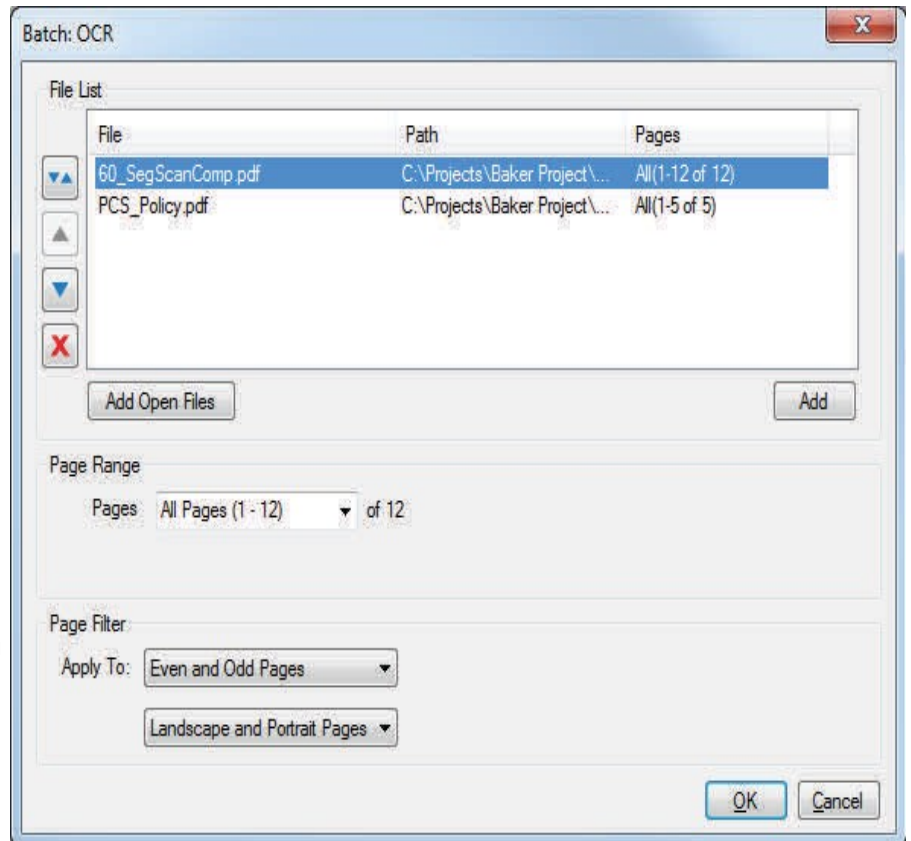 Batch: OCR
File List
File Path Pages
60_SegScanComp.pdf C:\Projects\Baker Project\... All(1-12 of 12)
PCS_Policy.pdf C:\Projects\Baker Project\... All(1-5 of 5)
Add Open Files Add
Page Range
Pages All Pages (1 - 12) of 12
Page Filter
Apply To: Even and Odd Pages
Landscape and Portrait Pages
OK Cancel